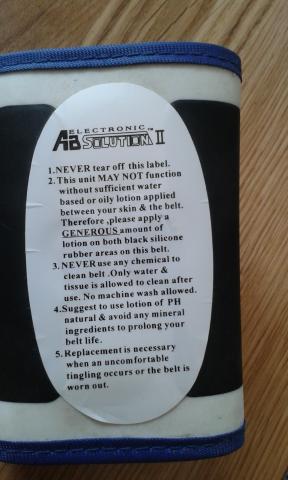 ELECTRONIC
AB SOLUTION II
TM
1.NEVER tear off this label.
2.This unit MAY NOT function
without sufficient water
based or oily lotion applied
between your skin & the belt.
Therefore ,please apply a
GENEROUS amount of
lotion on both black silicone
rubber areas on this belt.
3.NEVER use any chemical to
clean belt .Only water &
tissue is allowed to clean after
use. No machine wash allowed.
4.Suggest to use lotion of PH
natural & avoid any mineral
ingredients to prolong your
belt life.
5.Replacement is necessary
when an uncomfortable
tingling occurs or the belt is
worn out.